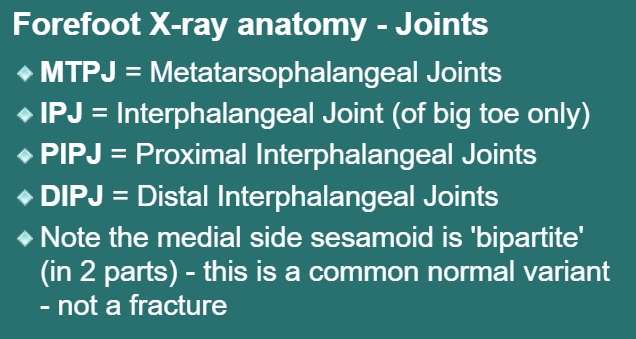 Forefoot X-ray anatomy - Joints
MTPJ = Metatarsophalangeal Joints
IPJ = Interphalangeal Joint (of big toe only)
PIPJ = Proximal Interphalangeal Joints
DIPJ = Distal Interphalangeal Joints
Note the medial side sesamoid is 'bipartite'
(in 2 parts) - this is a common normal variant
- not a fracture